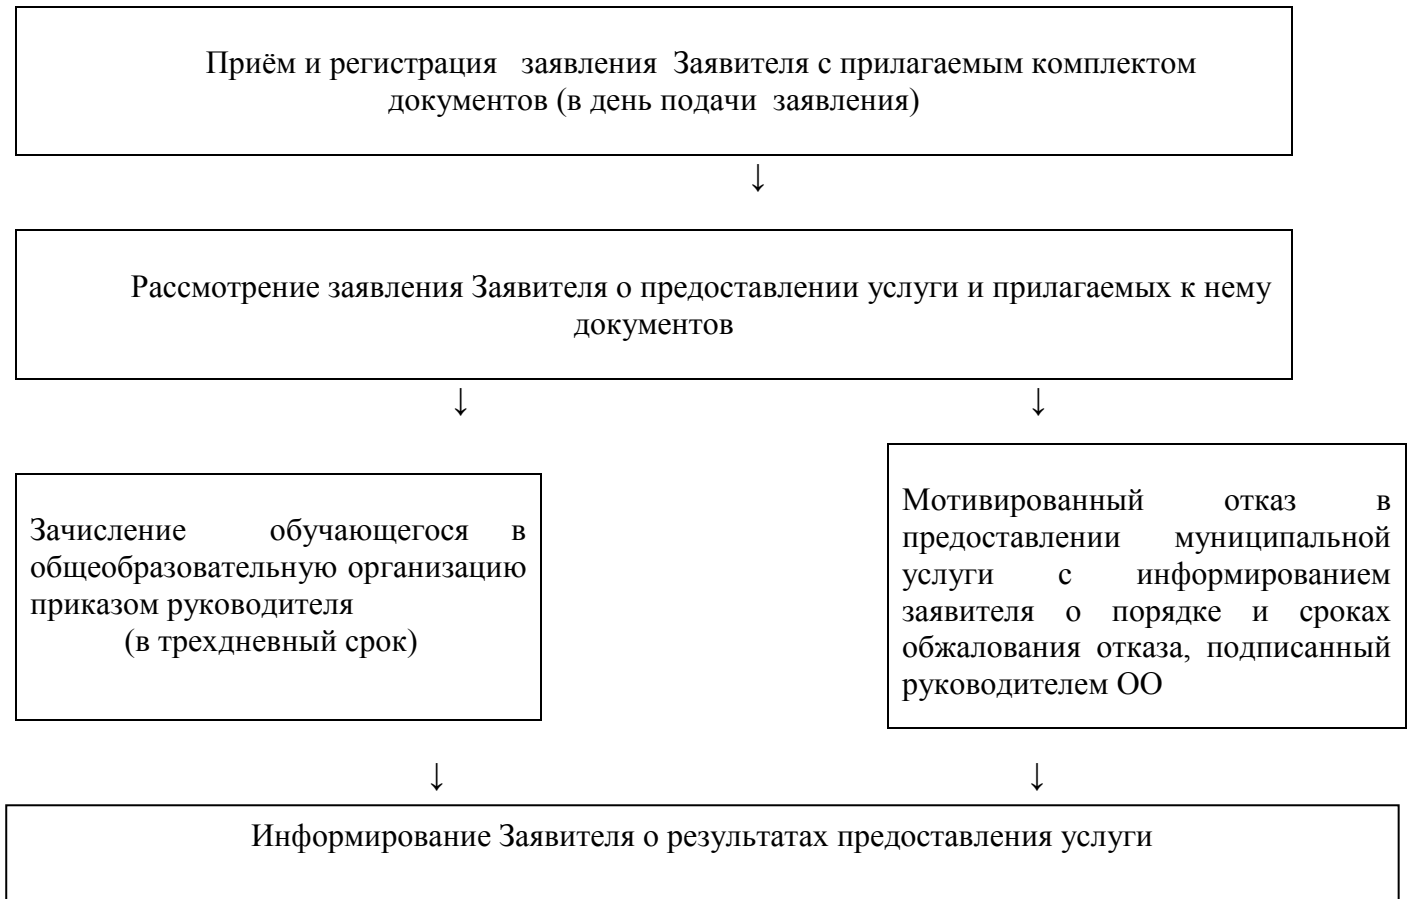 Приём и регистрация заявления Заявителя с прилагаемым комплектом
документов (в день подачи заявления)
↓
Рассмотрение заявления Заявителя о предоставлении услуги и прилагаемых к нему
документов
↓ ↓
Зачисление обучающегося в
общеобразовательную организацию
приказом руководителя
(в трехдневный срок)
Мотивированный отказ в
предоставлении муниципальной
услуги с информированием
заявителя о порядке и сроках
обжалования отказа, подписанный
руководителем ОО
↓ ↓
Информирование Заявителя о результатах предоставления услуги